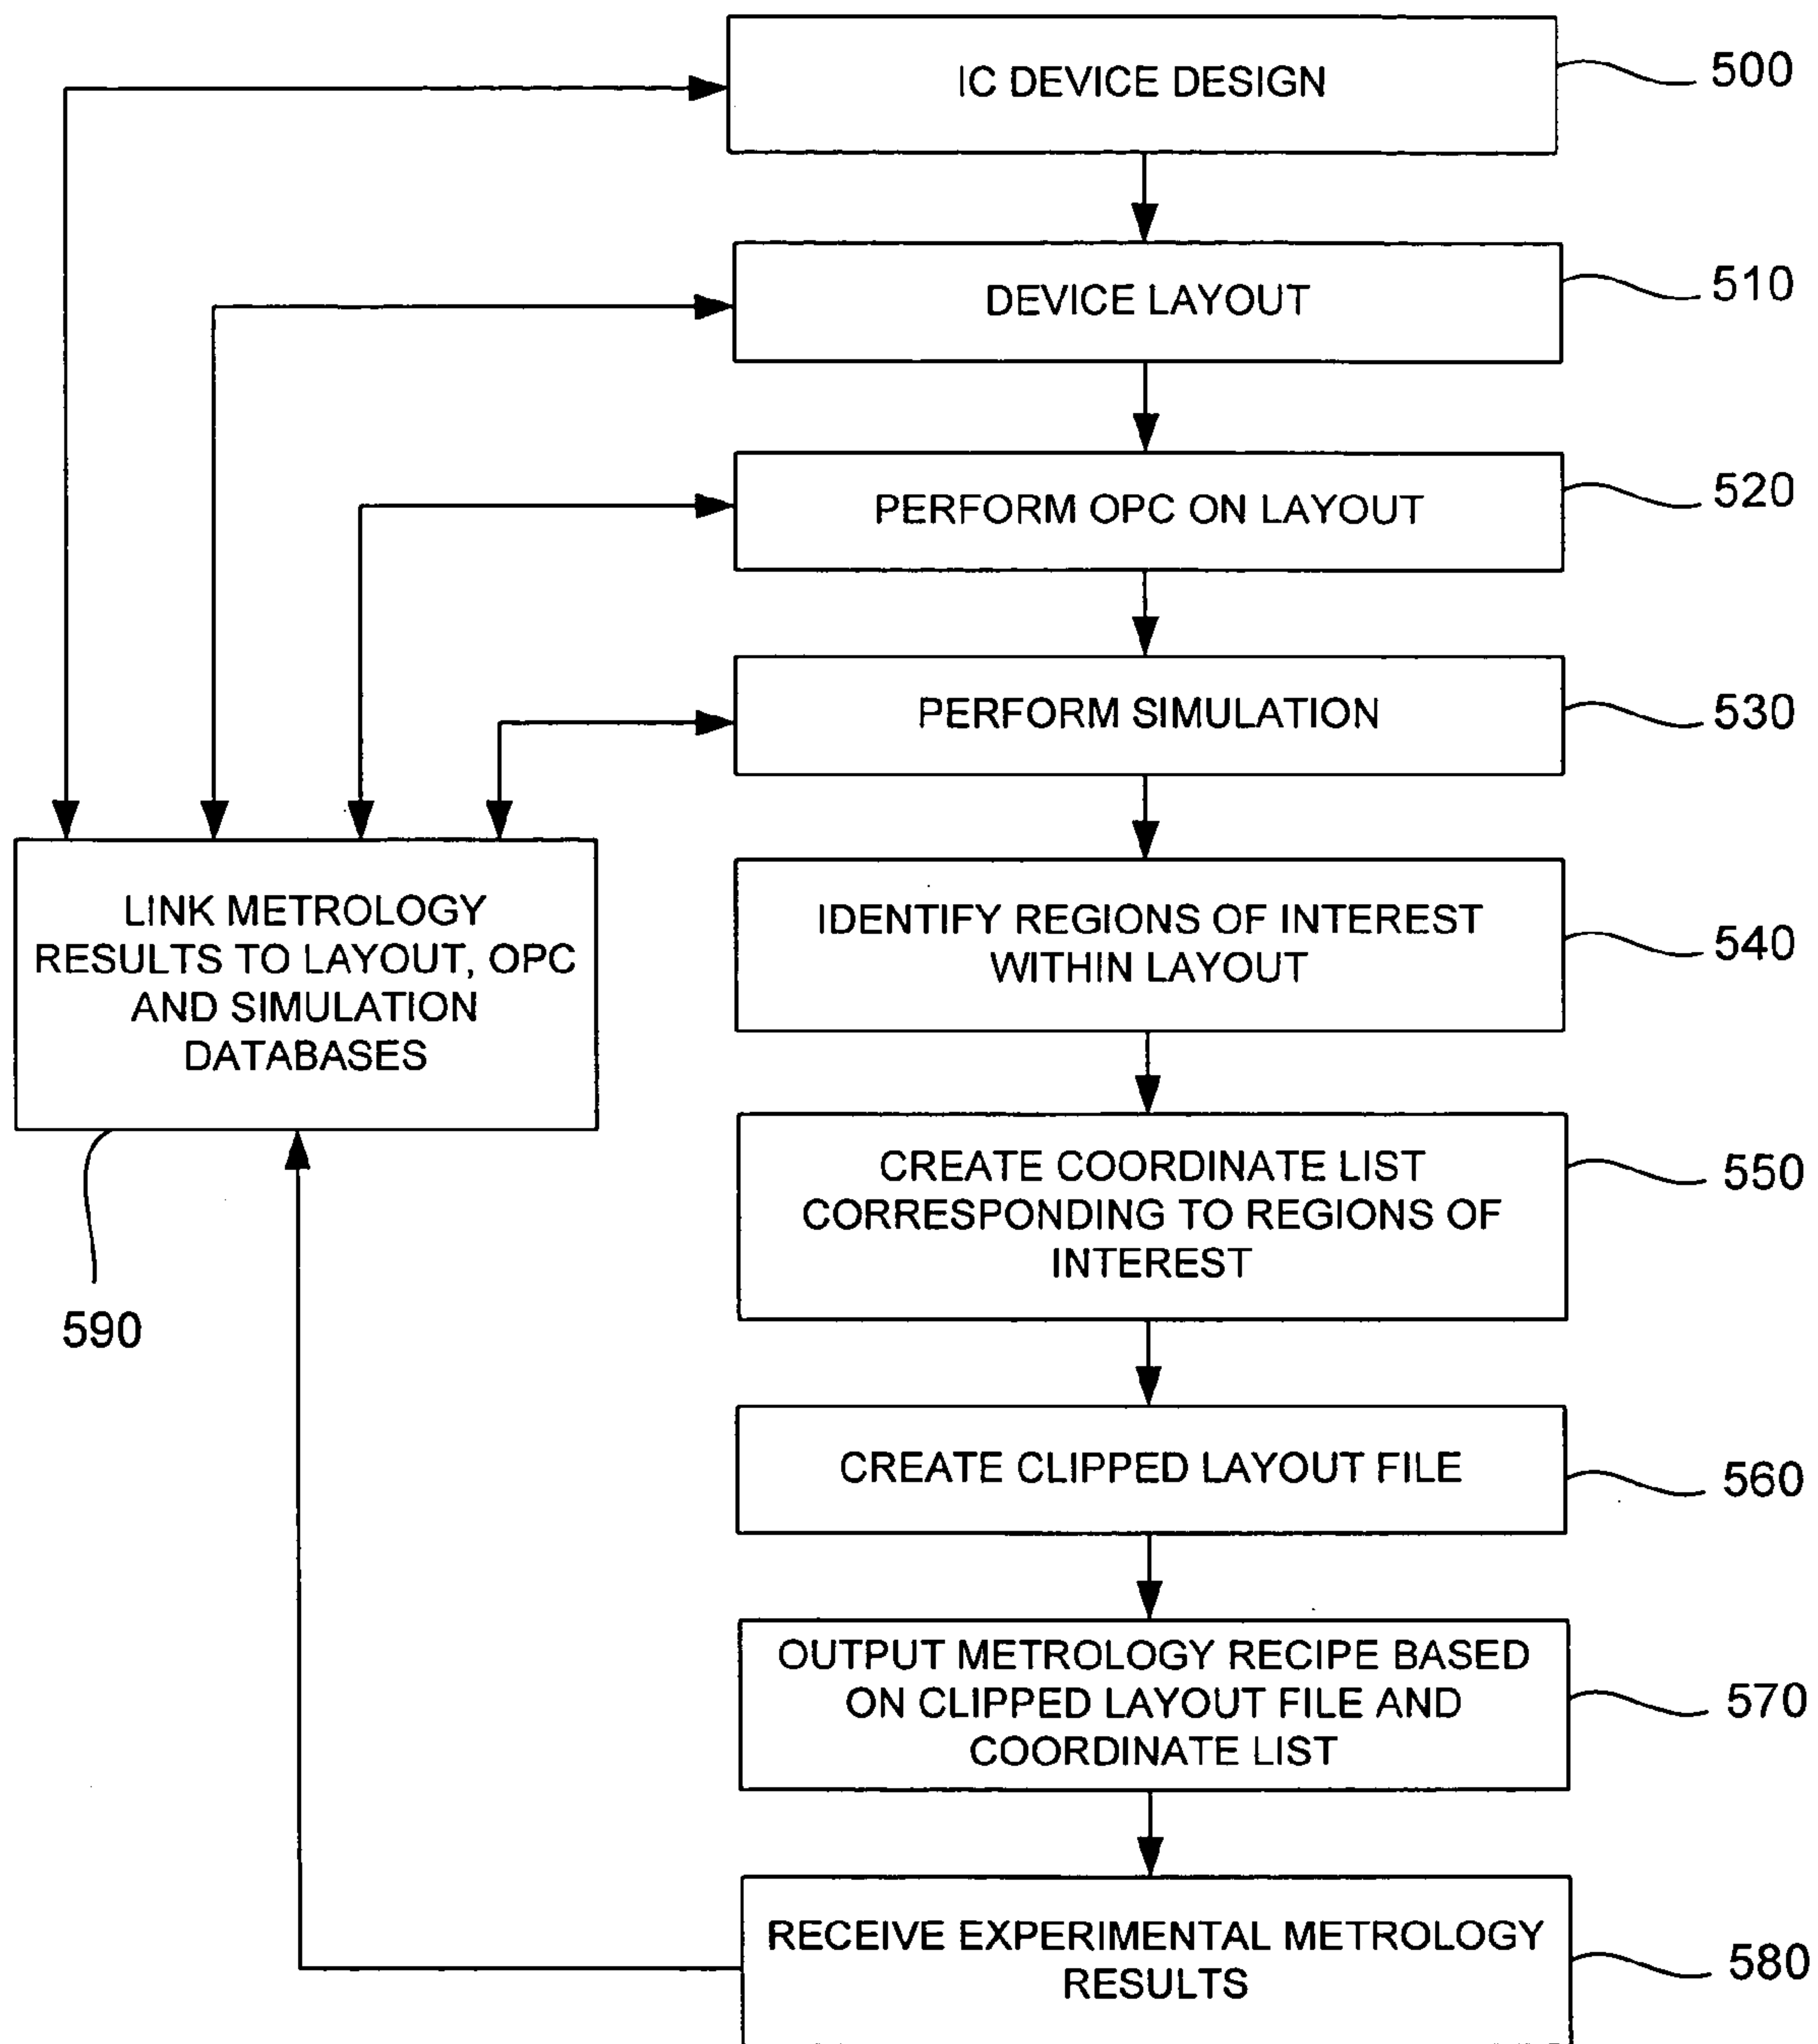 IC DEVICE DESIGN
500
DEVICE LAYOUT
510
PERFORM OPC ON LAYOUT
520
PERFORM SIMULATION
530
LINK METROLOGY
RESULTS TO LAYOUT, OPC
AND SIMULATION
DATABASES
590
IDENTIFY REGIONS OF INTEREST
WITHIN LAYOUT
540
CREATE COORDINATE LIST
CORRESPONDING TO REGIONS OF
INTEREST
550
CREATE CLIPPED LAYOUT FILE
560
OUTPUT METROLOGY RECIPE BASED
ON CLIPPED LAYOUT FILE AND
COORDINATE LIST
570
RECEIVE EXPERIMENTAL METROLOGY
RESULTS
580